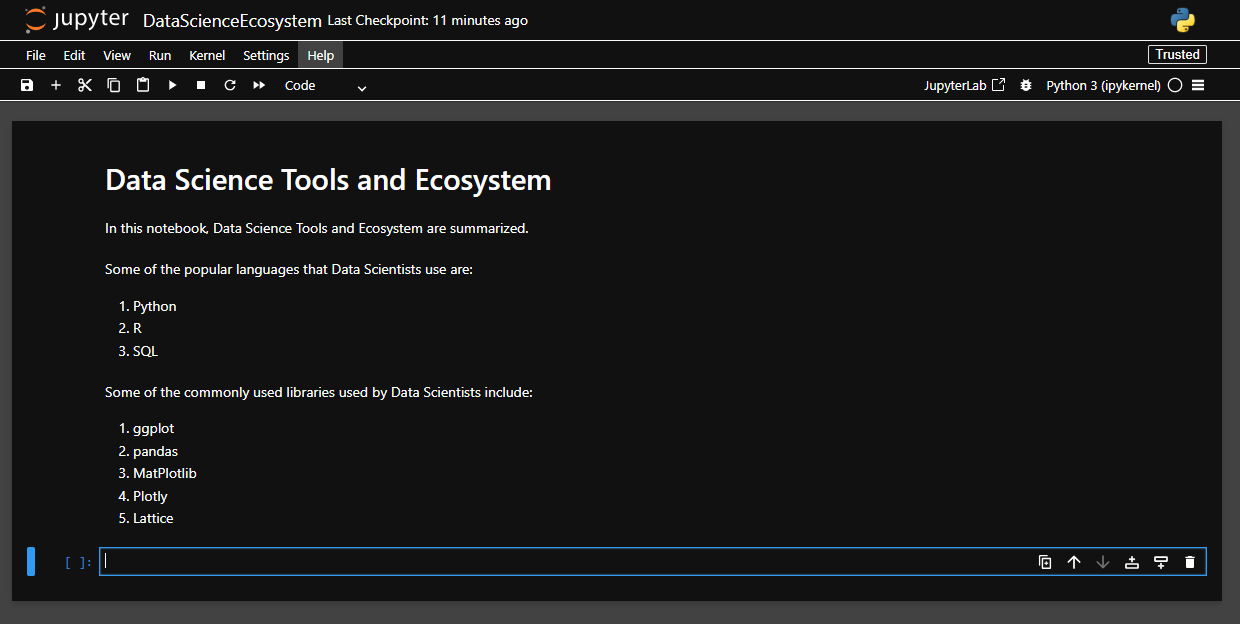 jupyter DataScienceEcosystem Last Checkpoint: 11 minutes ago
File Edit View Run Kernel Settings Help Trusted
Code JupyterLab Python 3 (ipykernel)
Data Science Tools and Ecosystem
In this notebook, Data Science Tools and Ecosystem are summarized.
Some of the popular languages that Data Scientists use are:
1. Python
2. R
3. SQL
Some of the commonly used libraries used by Data Scientists include:
1. ggplot
2. pandas
3. MatPlotlib
4. Plotly
5. Lattice
[ ]: